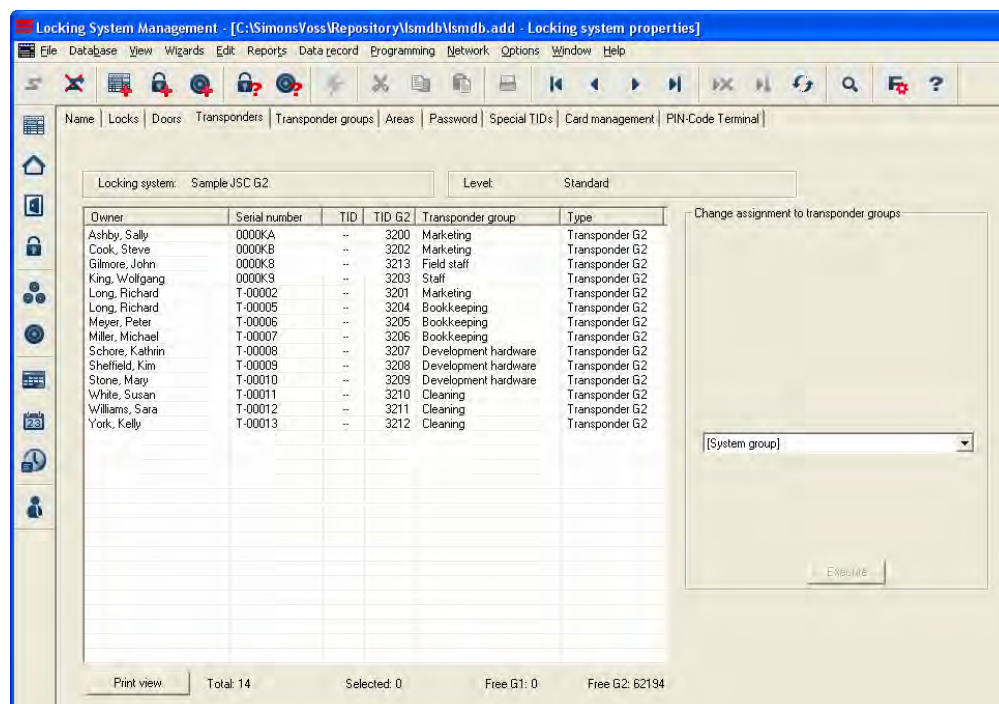 Locking System Management - [C:\SimonsVoss\Repository\lsmdb\lsmdb.add - Locking system properties]
File Database View Wizards Edit Reports Data record Programming Network Options Window Help
Name Locks Doors Transponders Transponder groups Areas Password Special TIDs Card management PIN-Code Terminal
Locking system: Sample JSC G2 Level: Standard
Owner Serial number TID TID G2 Transponder group Type
Ashby, Sally 0000KA -- 3200 Marketing Transponder G2
Cook, Steve 0000KB -- 3202 Marketing Transponder G2
Gilmore, John 0000K8 -- 3213 Field staff Transponder G2
King, Wolfgang 0000K9 -- 3203 Staff Transponder G2
Long, Richard T-00002 -- 3201 Marketing Transponder G2
Long, Richard T-00005 -- 3204 Bookkeeping Transponder G2
Meyer, Peter T-00006 -- 3205 Bookkeeping Transponder G2
Miller, Michael T-00007 -- 3206 Bookkeeping Transponder G2
Schore, Kathrin T-00008 -- 3207 Development hardware Transponder G2
Sheffield, Kim T-00009 -- 3208 Development hardware Transponder G2
Stone, Mary T-00010 -- 3209 Development hardware Transponder G2
White, Susan T-00011 -- 3210 Cleaning Transponder G2
Williams, Sara T-00012 -- 3211 Cleaning Transponder G2
York, Kelly T-00013 -- 3212 Cleaning Transponder G2
Change assignment to transponder groups
[System group]
Execute
23
Print view Total: 14 Selected: 0 Free G1: 0 Free G2: 62194